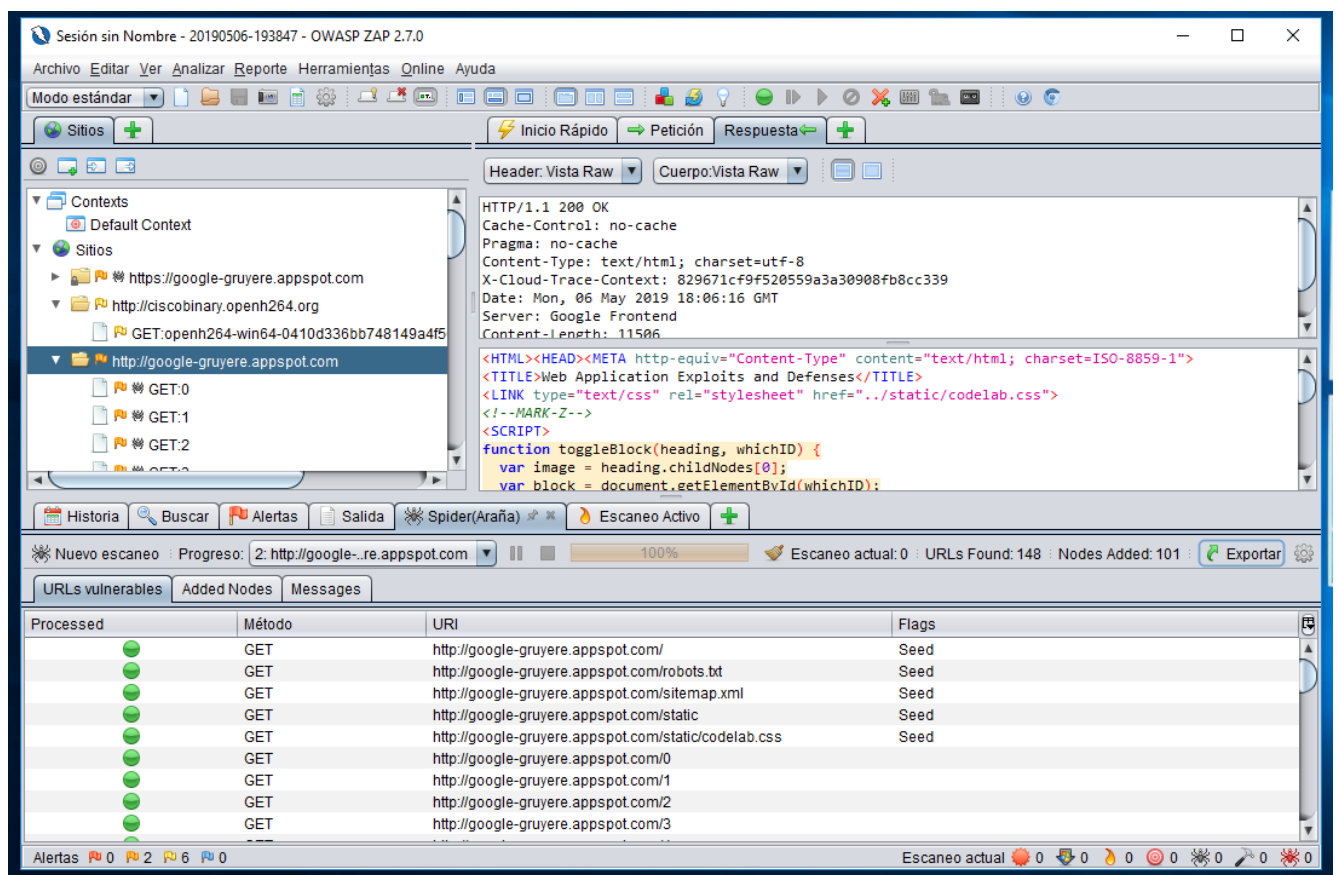 Sesión sin Nombre - 20190506-193847 - OWASP ZAP 2.7.0
Archivo Editar Ver Analizar Reporte Herramientas Online Ayuda
Modo estándar
Sitios
Inicio Rápido
Petición
Respuesta
Header: Vista Raw
Cuerpo:Vista Raw
Contexts
Default Context
Sitios
https://google-gruyere.appspot.com
http://ciscobinary.openh264.org
GET:openh264-win64-0410d336bb748149a4f5
http://google-gruyere.appspot.com
GET:0
GET:1
GET:2
HTTP/1.1 200 OK
Cache-Control: no-cache
Pragma: no-cache
Content-Type: text/html; charset=utf-8
X-Cloud-Trace-Context: 829671cf9f520559a3a30908fb8cc339
Date: Mon, 06 May 2019 18:06:16 GMT
Server: Google Frontend
Content-Length: 11506
<HTML><HEAD><META http-equiv="Content-Type" content="text/html; charset=ISO-8859-1">
<TITLE>Web Application Exploits and Defenses</TITLE>
<LINK type="text/css" rel="stylesheet" href="../static/codelab.css">
<!--MARK-Z-->
<SCRIPT>
function toggleBlock(heading, whichID) {
var image = heading.childNodes[0];
var block = document.getElementById(whichID);
Historia
Buscar
Alertas
Salida
Spider(Araña)
Escaneo Activo
Nuevo escaneo
Progreso: 2: http://google-..re.appspot.com
100%
Escaneo actual: 0
URLs Found: 148
Nodes Added: 101
Exportar
URLs vulnerables
Added Nodes
Messages
Processed Método URI Flags
GET http://google-gruyere.appspot.com/ Seed
GET http://google-gruyere.appspot.com/robots.txt Seed
GET http://google-gruyere.appspot.com/sitemap.xml Seed
GET http://google-gruyere.appspot.com/static Seed
GET http://google-gruyere.appspot.com/static/codelab.css Seed
GET http://google-gruyere.appspot.com/0
GET http://google-gruyere.appspot.com/1
GET http://google-gruyere.appspot.com/2
GET http://google-gruyere.appspot.com/3
Alertas 0 2 6 0
Escaneo actual 0 0 0 0 0 0 0